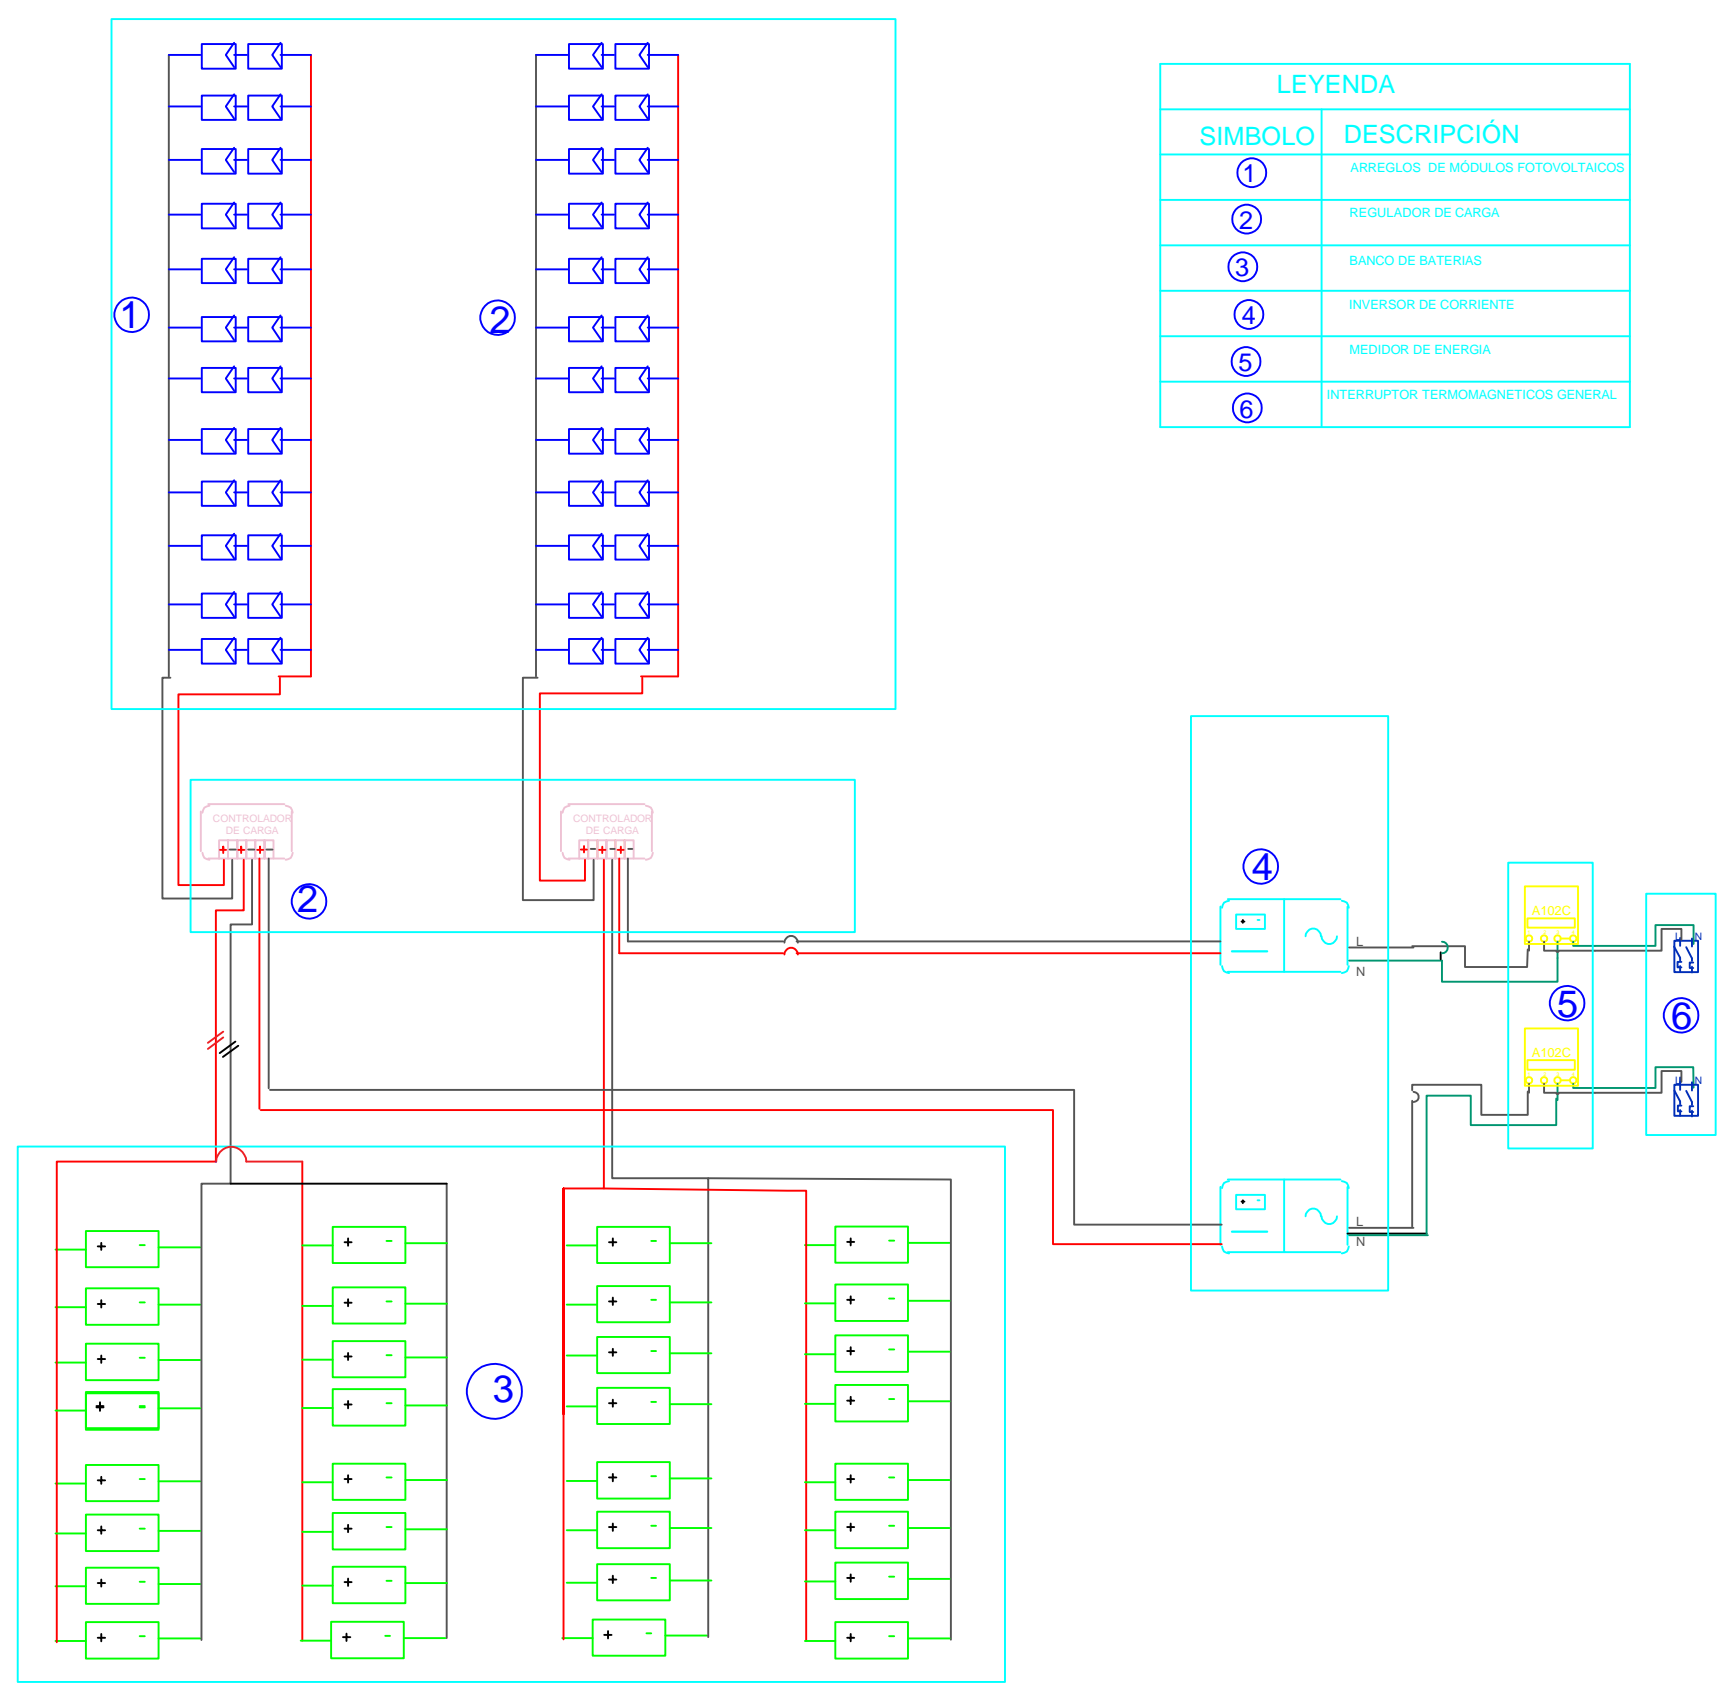 LEYENDA
SIMBOLO DESCRIPCIÓN
1 ARREGLOS DE MÓDULOS FOTOVOLTAICOS
2 REGULADOR DE CARGA
3 BANCO DE BATERIAS
4 INVERSOR DE CORRIENTE
5 MEDIDOR DE ENERGIA
6 INTERRUPTOR TERMOMAGNETICOS GENERAL
1
2
CONTROLADOR
DE CARGA
+ - + - + -
CONTROLADOR
DE CARGA
+ - + - + -
2
4
+ -
L
N
A102C
L N
5
6
A102C
L N
+ -
L
N
3
+ - + - + - + -
+ - + - + - + -
+ - + - + - + -
+ - + - + - + -
+ - + - + - + -
+ - + - + - + -
+ - + - + - + -
+ - + - + - + -